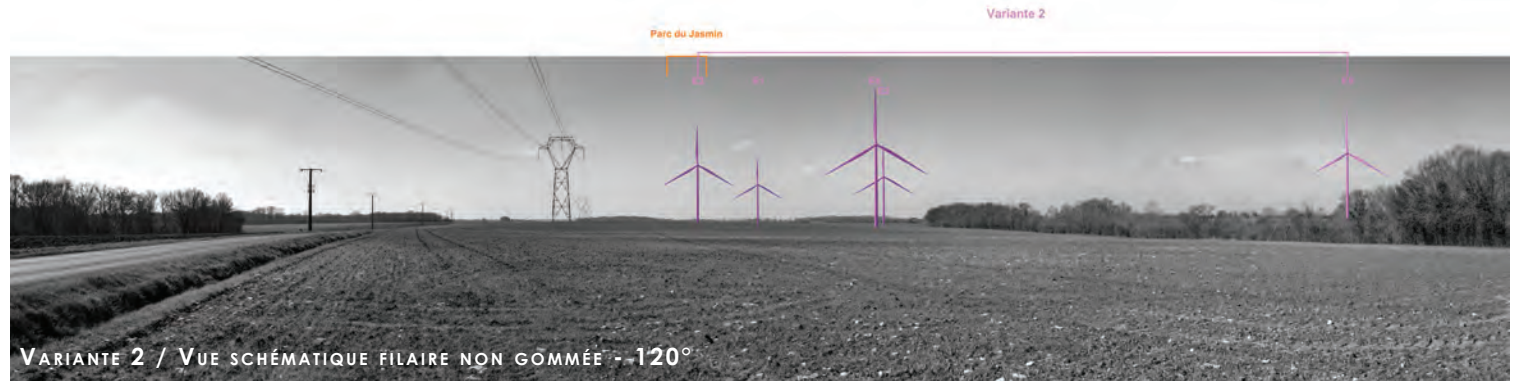 Variante 2
Parc du Jasmin
VARIANTE 2 / VUE SCHÉMATIQUE FILAIRE NON GOMMÉE - 120°